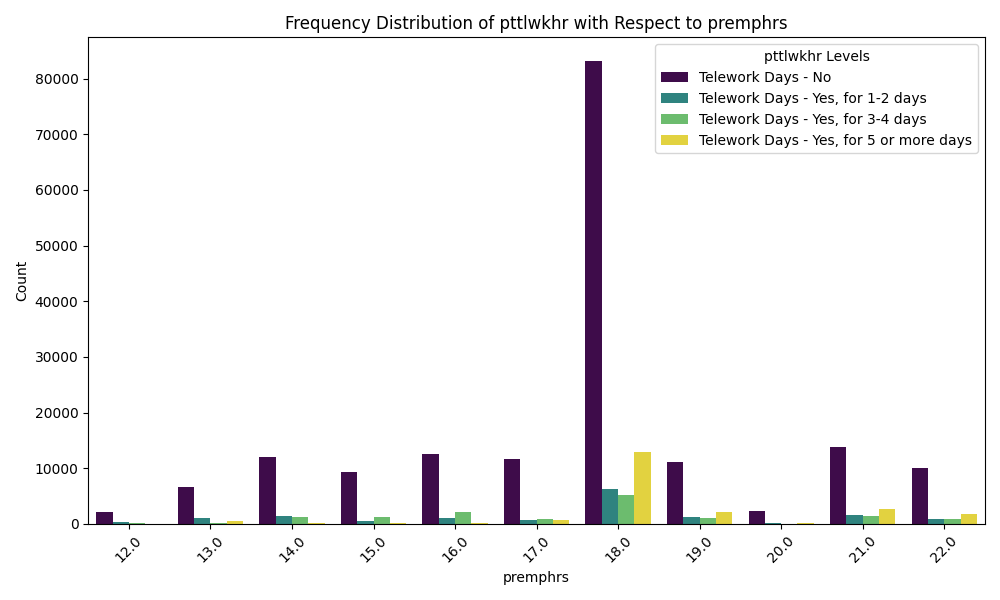 Frequency Distribution of pttlwkhr with Respect to premphrs
pttlwkhr Levels
Telework Days - No
Telework Days - Yes, for 1-2 days
Telework Days - Yes, for 3-4 days
Telework Days - Yes, for 5 or more days
Count
80000
70000
60000
50000
40000
30000
20000
10000
0
12.0 13.0 14.0 15.0 16.0 17.0 18.0 19.0 20.0 21.0 22.0
premphrs